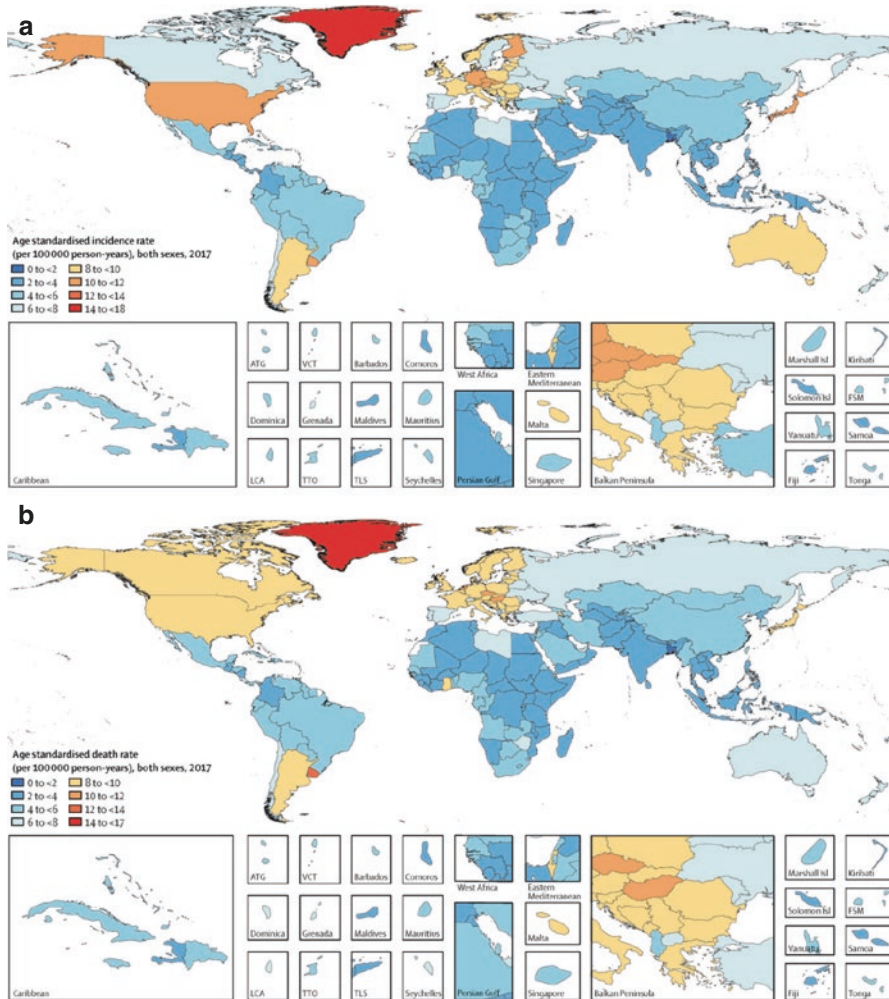 a
Age standardised incidence rate
(per 100 000 person-years), both sexes, 2017
0 to <2
8 to <10
2 to <4
10 to <12
4 to <6
12 to <14
6 to <8
14 to <18
Caribbean
ATG
VCT
Barbados
Comoros
West Africa
Eastern
Mediterranean
Marshall Isl
Kiribati
Dominica
Grenada
Maldives
Mauritius
Malta
Solomon Isl
FSM
Vanuatu
Samoa
LCA
TTO
TLS
Seychelles
Persian Gulf
Singapore
Balkan Peninsula
Fiji
Tonga
b
Age standardised death rate
(per 100 000 person-years), both sexes, 2017
0 to <2
8 to <10
2 to <4
10 to <12
4 to <6
12 to <14
6 to <8
14 to <17
Caribbean
ATG
VCT
Barbados
Comoros
West Africa
Eastern
Mediterranean
Marshall Isl
Kiribati
Dominica
Grenada
Maldives
Mauritius
Malta
Solomon Isl
FSM
Vanuatu
Samoa
LCA
TTO
TLS
Seychelles
Persian Gulf
Singapore
Balkan Peninsula
Fiji
Tonga